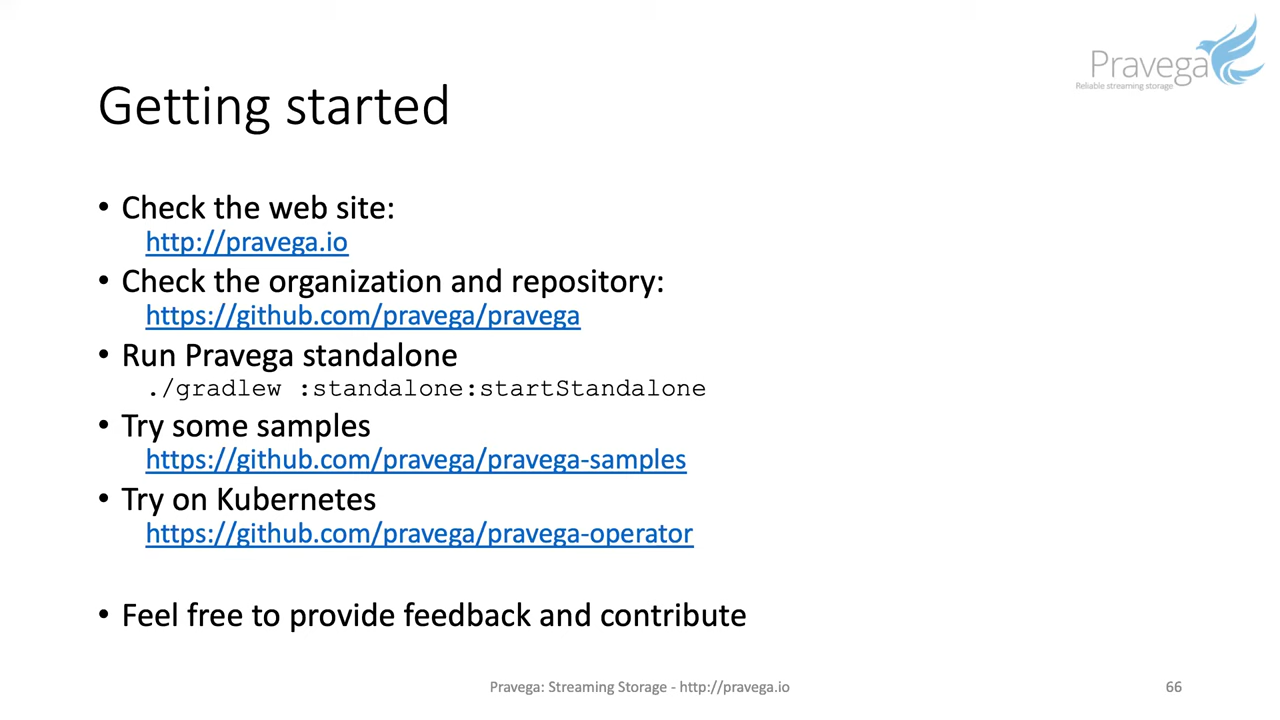 Pravega
Reliable streaming storage
Getting started
• Check the web site:
http://pravega.io
• Check the organization and repository:
https://github.com/pravega/pravega
• Run Pravega standalone
./gradlew :standalone:startStandalone
• Try some samples
https://github.com/pravega/pravega-samples
• Try on Kubernetes
https://github.com/pravega/pravega-operator
• Feel free to provide feedback and contribute
Pravega: Streaming Storage - http://pravega.io
66